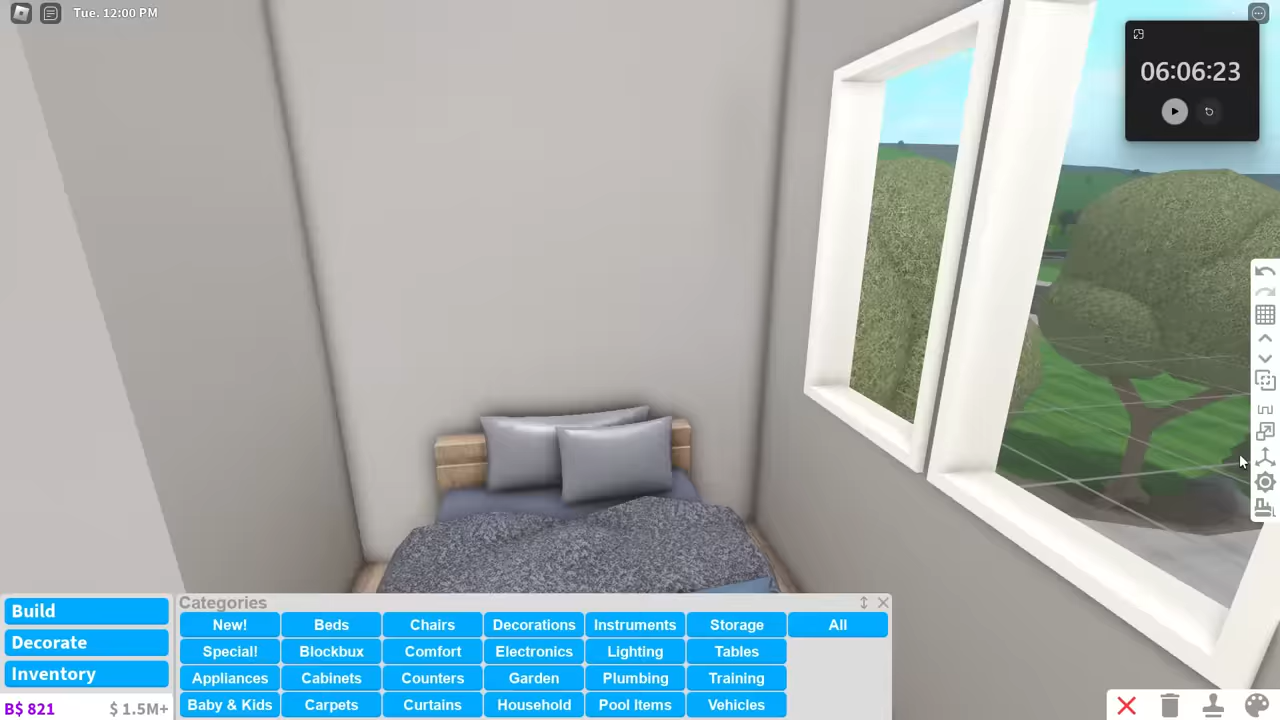 Tue. 12:00 PM
06:06:23
Build
Decorate
Inventory
B$ 821
$ 1.5M+
Categories
New!
Beds
Chairs
Decorations
Instruments
Storage
All
Special!
Blockbux
Comfort
Electronics
Lighting
Tables
Appliances
Cabinets
Counters
Garden
Plumbing
Training
Baby & Kids
Carpets
Curtains
Household
Pool Items
Vehicles